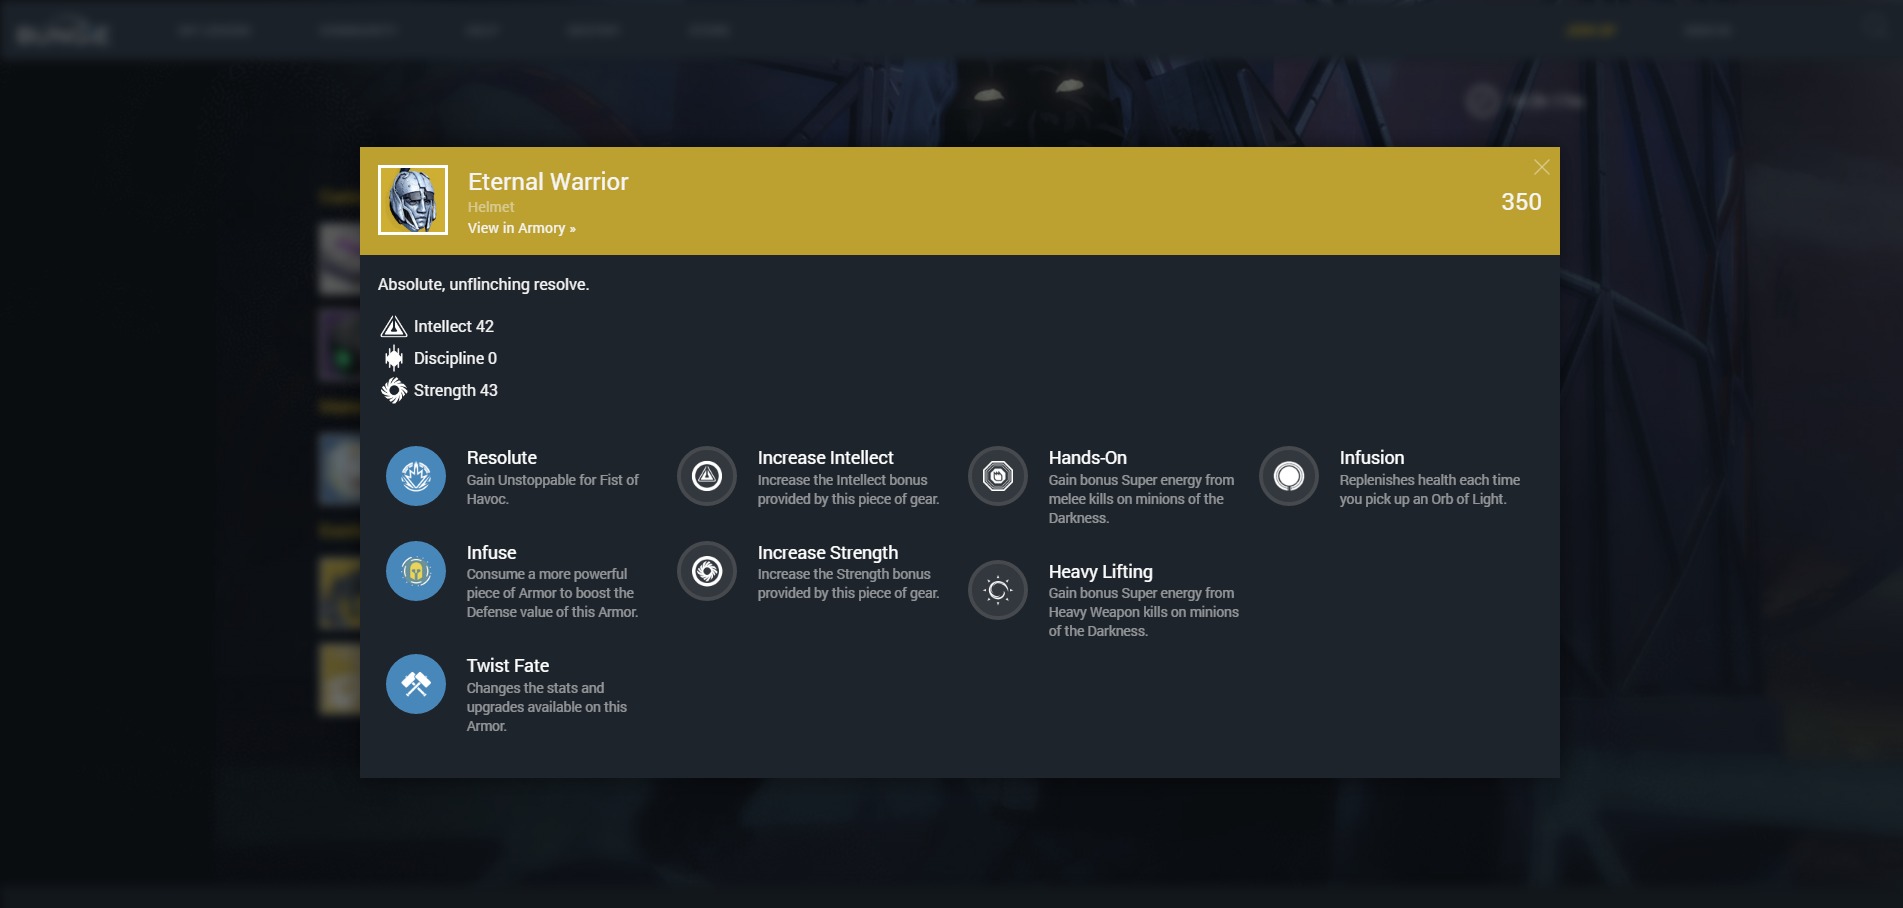 Eternal Warrior
Helmet
View in Armory »
350
Absolute, unflinching resolve.
Intellect 42
Discipline 0
Strength 43
Resolute
Gain Unstoppable for Fist of
Havoc.
Infuse
Consume a more powerful
piece of Armor to boost the
Defense value of this Armor.
Twist Fate
Changes the stats and
upgrades available on this
Armor.
Increase Intellect
Increase the Intellect bonus
provided by this piece of gear.
Increase Strength
Increase the Strength bonus
provided by this piece of gear.
Hands-On
Gain bonus Super energy from
melee kills on minions of the
Darkness.
Heavy Lifting
Gain bonus Super energy from
Heavy Weapon kills on minions
of the Darkness.
Infusion
Replenishes health each time
you pick up an Orb of Light.